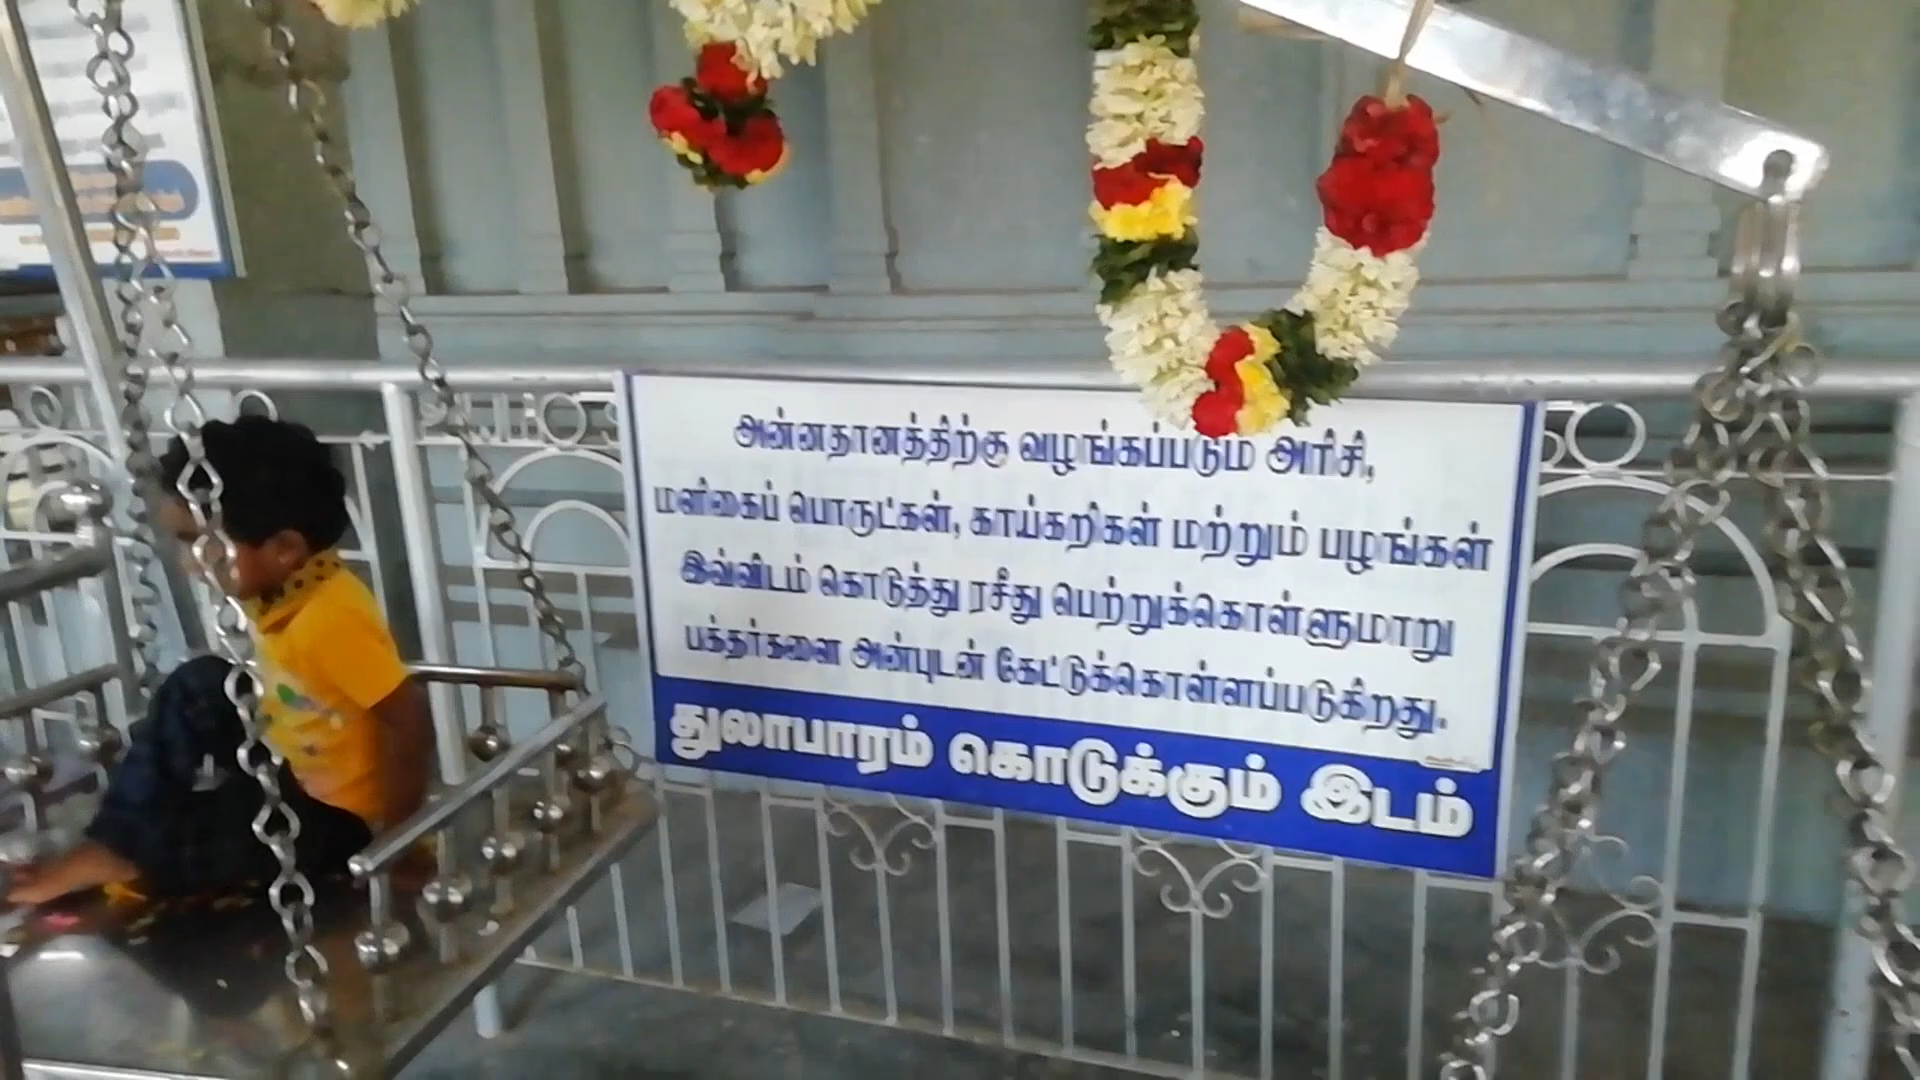 அன்னதானத்திற்கு வழங்கப்படும் அரிசி,
மளிகைப் பொருட்கள், காய்கறிகள் மற்றும் பழங்கள்
இவ்விடம் கொடுத்து ரசீது பெற்றுக்கொள்ளுமாறு
பக்தர்களை அன்புடன் கேட்டுக்கொள்ளப்படுகிறது.
துலாபாரம் கொடுக்கும் இடம்